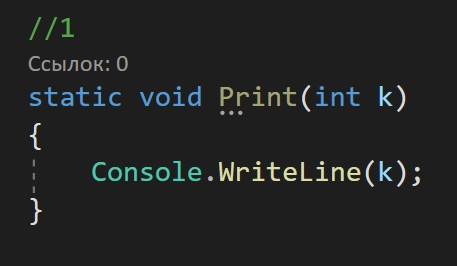 //1
Ссылок: 0
static void Print(int k)
{
    Console.WriteLine(k);
}